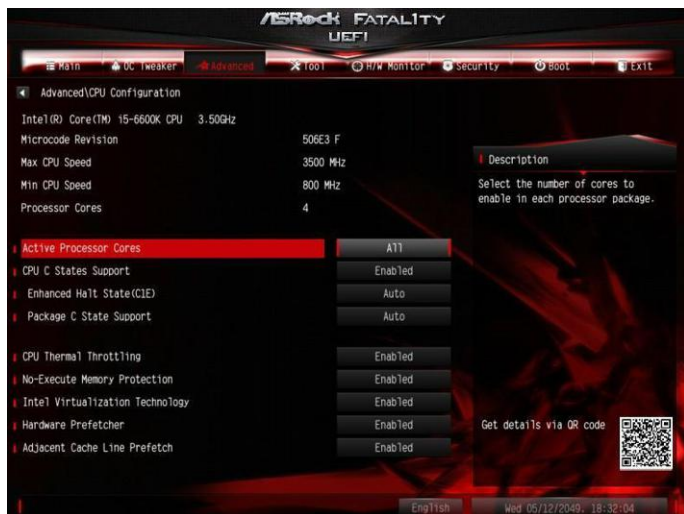 ASRock FATAL1TY
UEFI
Main OC Tweaker Advanced Tool H/W Monitor Security Boot Exit
Advanced\CPU Configuration
Intel(R) Core(TM) i5-6600K CPU 3.50GHz
Microcode Revision 506E3 F
Max CPU Speed 3500 MHz
Min CPU Speed 800 MHz
Processor Cores 4
Description
Select the number of cores to
enable in each processor package.
Active Processor Cores All
CPU C States Support Enabled
Enhanced Halt State(C1E) Auto
Package C State Support Auto
CPU Thermal Throttling Enabled
No-Execute Memory Protection Enabled
Intel Virtualization Technology Enabled
Hardware Prefetcher Enabled
Adjacent Cache Line Prefetch Enabled
Get details via QR code
English Wed 05/12/2049, 18:32:04